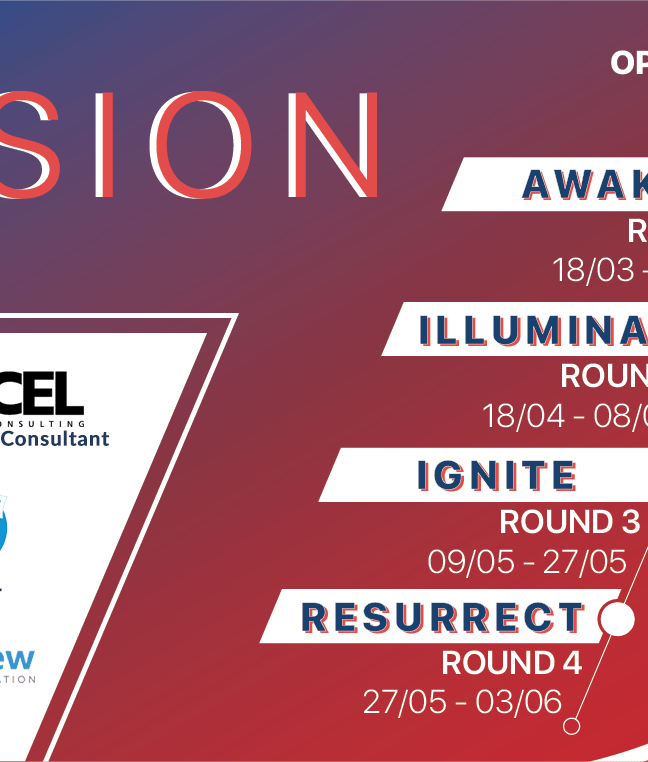 OP
SION
AWAK
R
18/03 -
ILLUMINA
ROUN
18/04 - 08/0
IGNITE
ROUND 3
09/05 - 27/05
RESURRECT
ROUND 4
27/05 - 03/06
CEL
ONSULTING
Consultant
ew
ATION